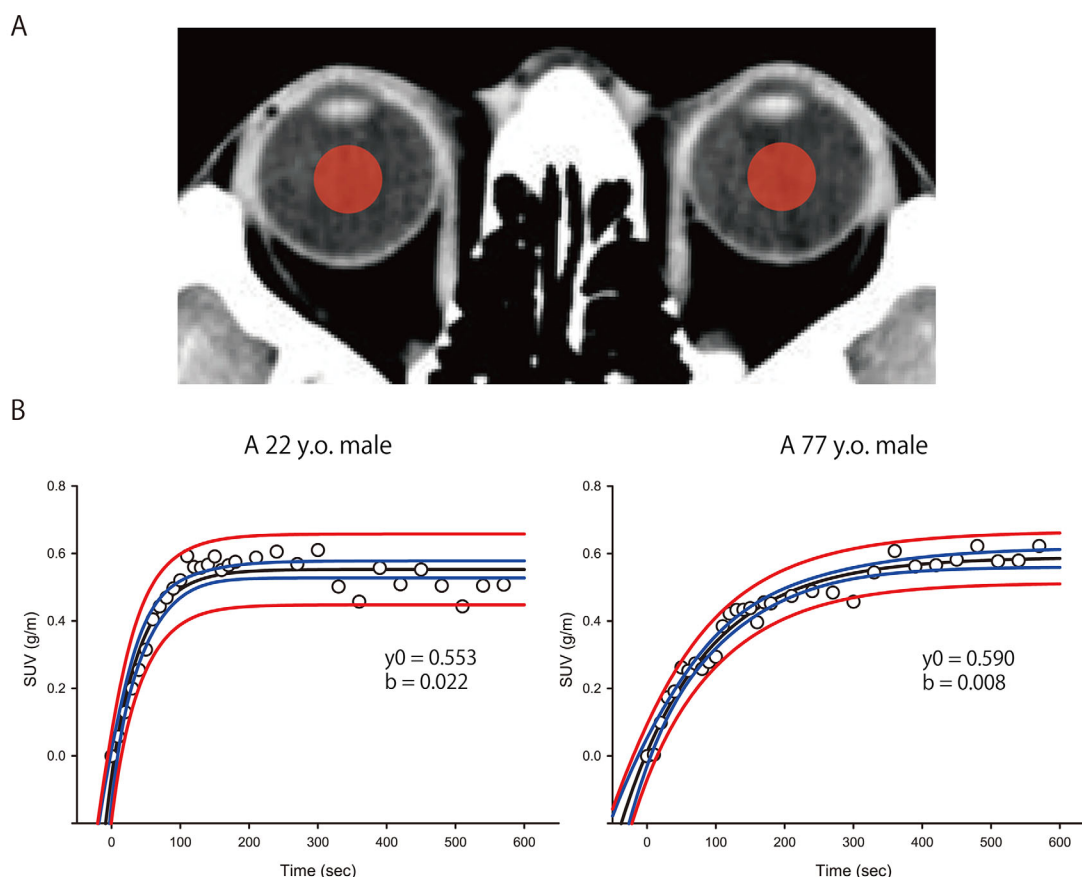 A
B
A 22 y.o. male
A 77 y.o. male
0.8
0.6
0.4
0.2
0.0
SUV (g/m)
y0 = 0.553
b = 0.022
0 100 200 300 400 500 600
Time (sec)
0.8
0.6
0.4
0.2
0.0
SUV (g/m)
y0 = 0.590
b = 0.008
0 100 200 300 400 500 600
Time (sec)